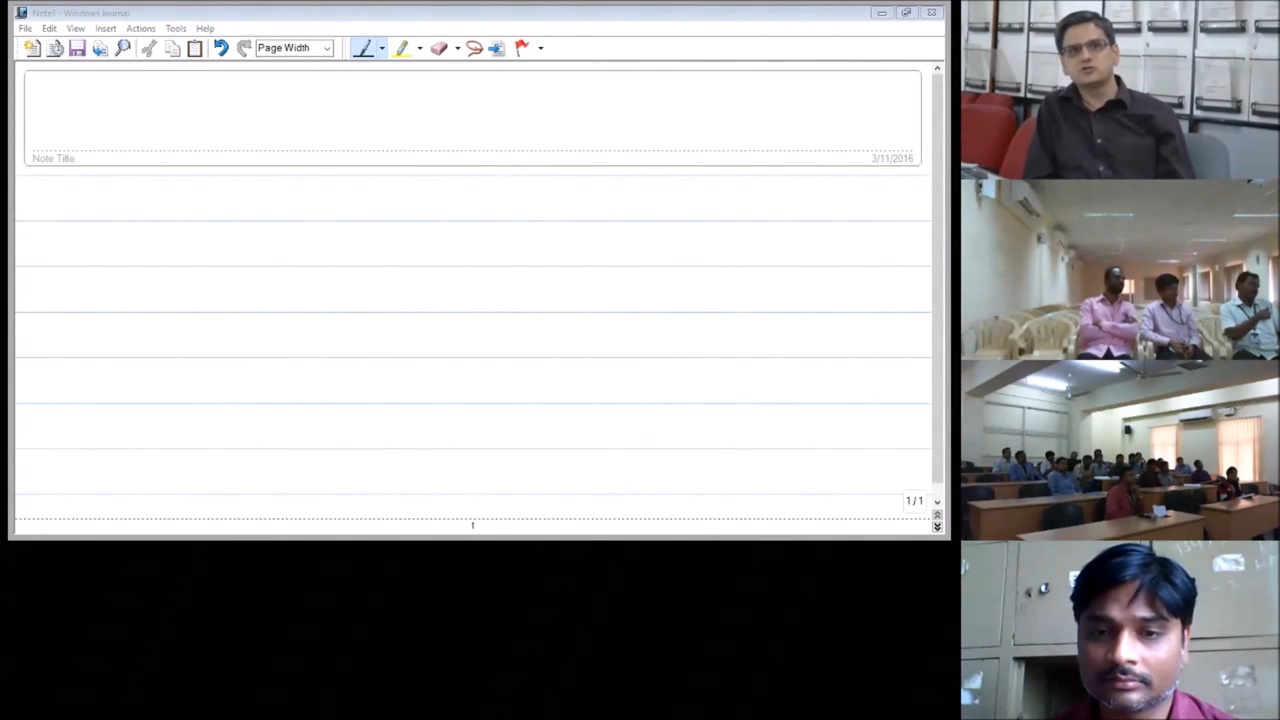 Note1 - Windows Journal
File Edit View Insert Actions Tools Help
Page Width
Note Title 3/11/2016
1 / 1
1